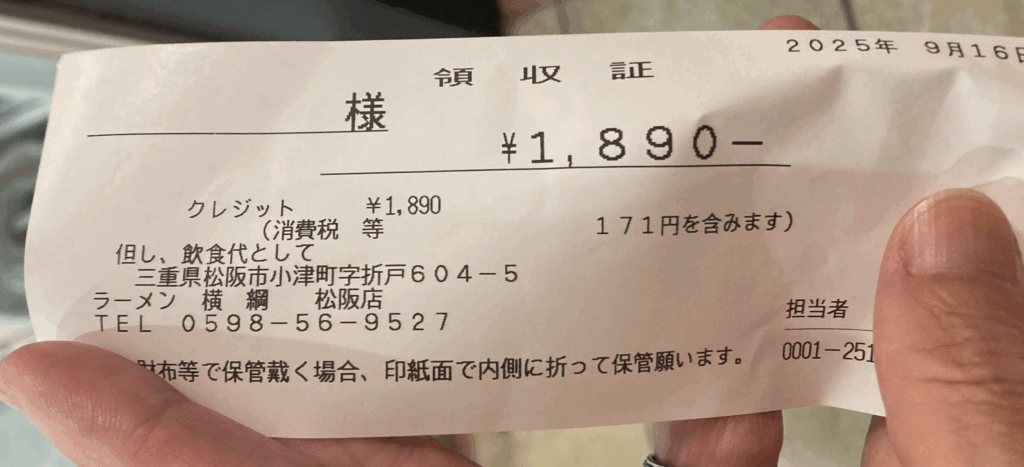 2025年 9月16日
領収証
様
¥1,890-
クレジット ¥1,890
(消費税 等 171円を含みます)
但し、飲食代として
三重県松阪市小津町字折戸604-5
ラーメン 横 綱 松阪店
TEL 0598-56-9527
担当者
財布等で保管戴く場合、印紙面で内側に折って保管願います。
0001-251